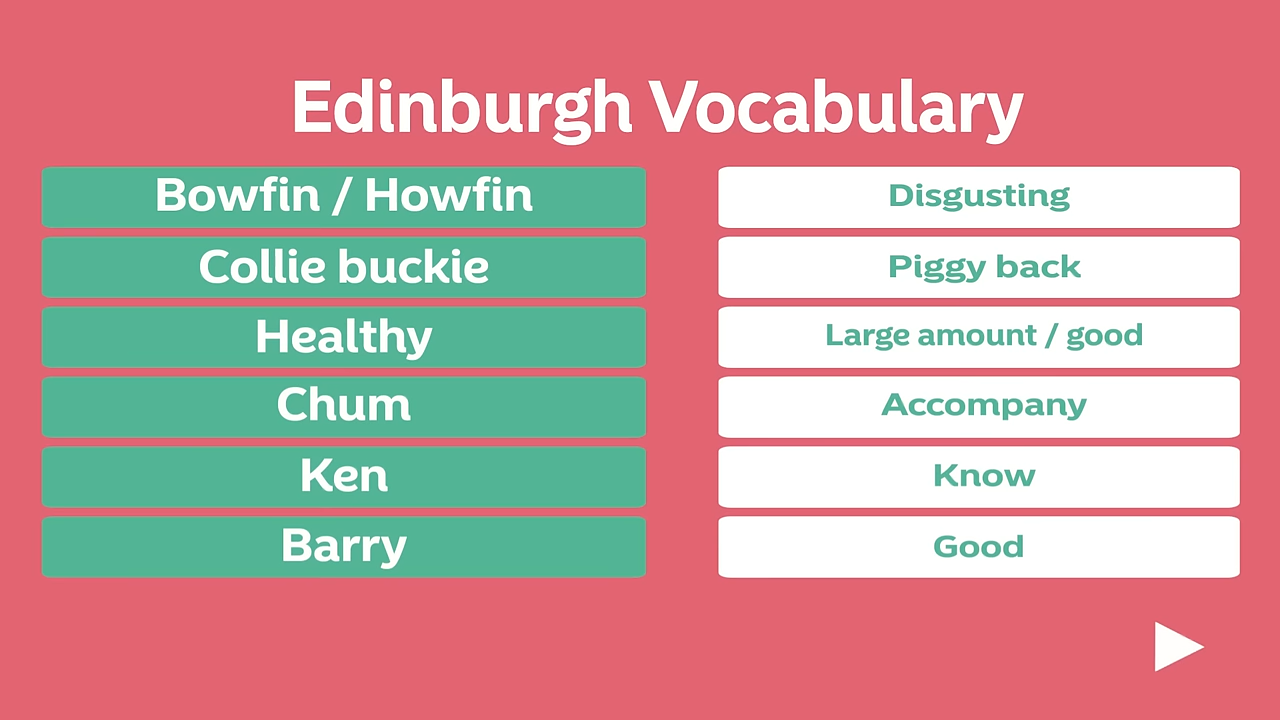 Edinburgh Vocabulary
Bowfin / Howfin
Disgusting
Collie buckie
Piggy back
Healthy
Large amount / good
Chum
Accompany
Ken
Know
Barry
Good